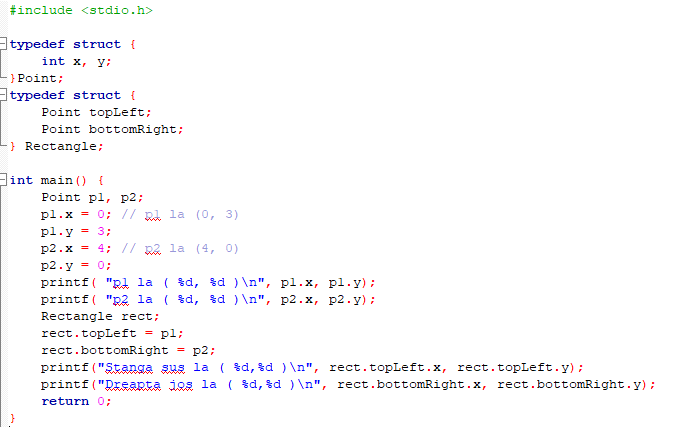 #include <stdio.h>
typedef struct {
int x, y;
}Point;
typedef struct {
Point topLeft;
Point bottomRight;
} Rectangle;
int main() {
Point p1, p2;
p1.x = 0; // p1 la (0, 3)
p1.y = 3;
p2.x = 4; // p2 la (4, 0)
p2.y = 0;
printf( "p1 la ( %d, %d )\n", p1.x, p1.y);
printf( "p2 la ( %d, %d )\n", p2.x, p2.y);
Rectangle rect;
rect.topLeft = p1;
rect.bottomRight = p2;
printf("Stanga sus la ( %d,%d )\n", rect.topLeft.x, rect.topLeft.y);
printf("Dreapta jos la ( %d,%d )\n", rect.bottomRight.x, rect.bottomRight.y);
return 0;
}